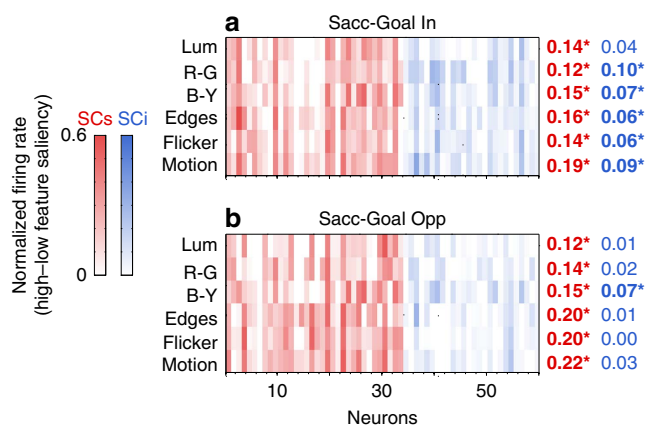 a
Sacc-Goal In
Lum 0.14* 0.04
R-G 0.12* 0.10*
B-Y 0.15* 0.07*
Edges 0.16* 0.06*
Flicker 0.14* 0.06*
Motion 0.19* 0.09*
SCs SCi
0.6
0
Normalized firing rate
(high–low feature saliency)
b
Sacc-Goal Opp
Lum 0.12* 0.01
R-G 0.14* 0.02
B-Y 0.15* 0.07*
Edges 0.20* 0.01
Flicker 0.20* 0.00
Motion 0.22* 0.03
10 30 50
Neurons